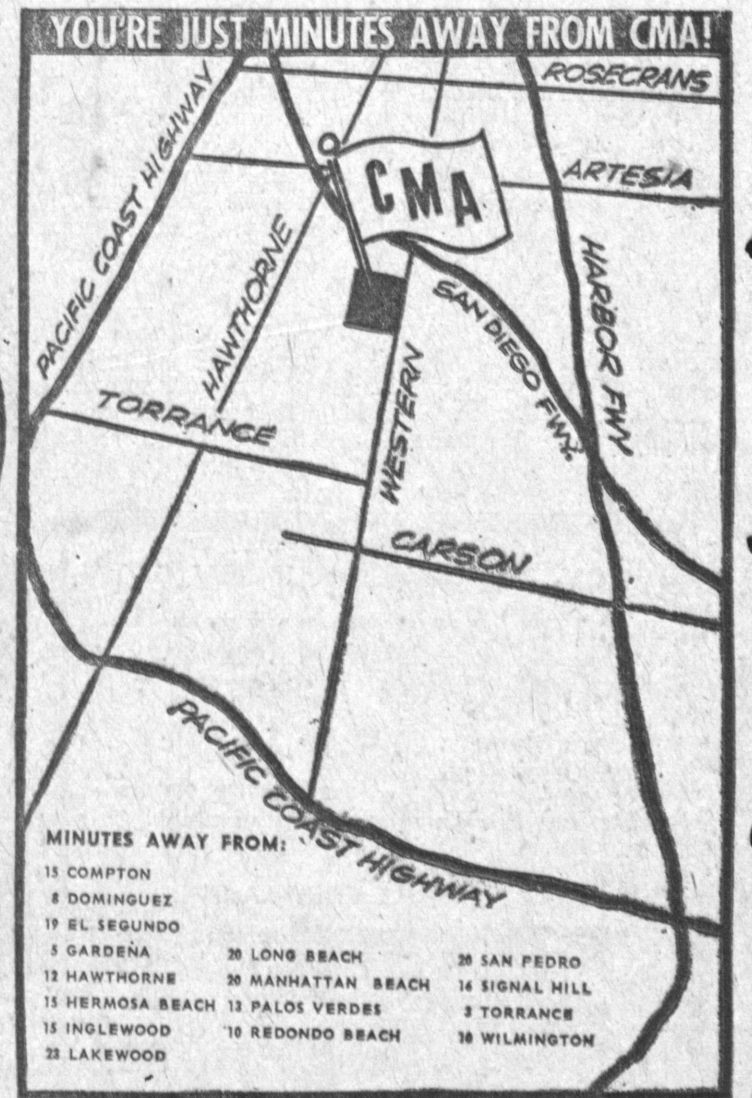 YOU'RE JUST MINUTES AWAY FROM CMA!
ROSECRANS
PACIFIC COAST HIGHWAY
CMA
ARTESIA
HAWTHORNE
HARBOR FWY
SAN DIEGO FWY.
TORRANCE
WESTERN
CARSON
PACIFIC COAST HIGHWAY
MINUTES AWAY FROM:
15 COMPTON
8 DOMINGUEZ
19 EL SEGUNDO
5 GARDENA
12 HAWTHORNE
15 HERMOSA BEACH
15 INGLEWOOD
23 LAKEWOOD
20 LONG BEACH
20 MANHATTAN BEACH
13 PALOS VERDES
10 REDONDO BEACH
20 SAN PEDRO
16 SIGNAL HILL
3 TORRANCE
10 WILMINGTON